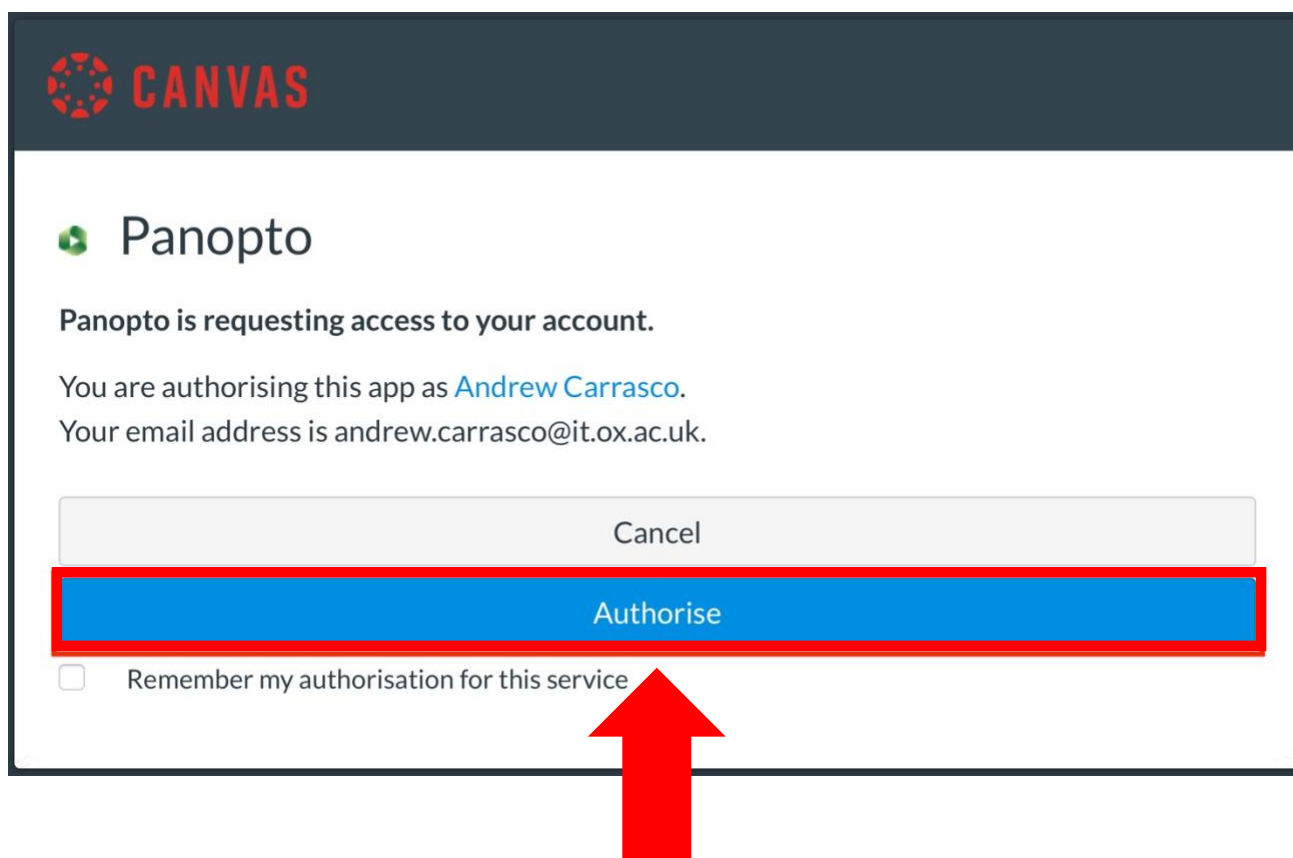 CANVAS
Panopto
Panopto is requesting access to your account.
You are authorising this app as Andrew Carrasco.
Your email address is andrew.carrasco@it.ox.ac.uk.
Cancel
Authorise
Remember my authorisation for this service